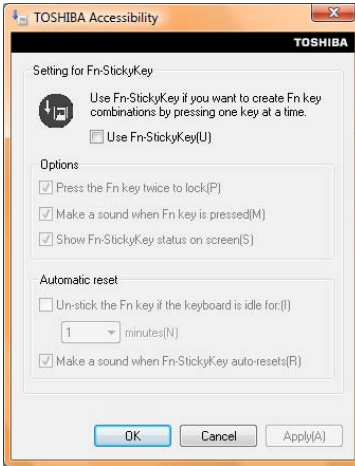 TOSHIBA Accessibility
TOSHIBA
Setting for Fn-StickyKey
Use Fn-StickyKey if you want to create Fn key
combinations by pressing one key at a time.
Use Fn-StickyKey(U)
Options
Press the Fn key twice to lock(P)
Make a sound when Fn key is pressed(M)
Show Fn-StickyKey status on screen(S)
Automatic reset
Un-stick the Fn key if the keyboard is idle for:(I)
1 minutes(N)
Make a sound when Fn-StickyKey auto-resets(R)
OK Cancel Apply(A)